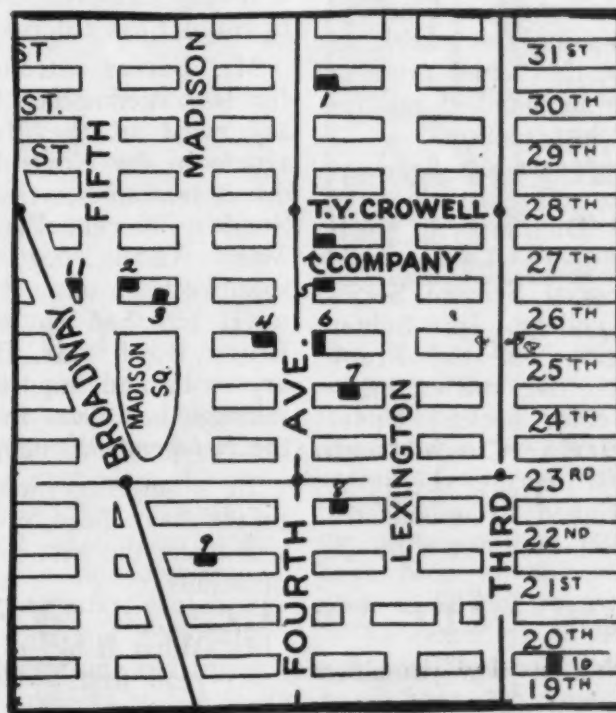 ST
ST.
ST
FIFTH
MADISON
31ST
30TH
29TH
28TH
27TH
26TH
25TH
24TH
23RD
22ND
21ST
20TH
19TH
1
T.Y. CROWELL
COMPANY
11
2
3
4
5
6
7
8
9
10
BROADWAY
MADISON
SQ.
FOURTH AVE.
LEXINGTON
THIRD